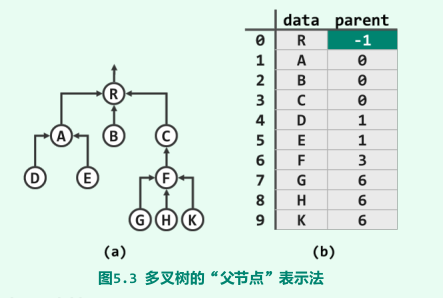 data parent
0 R -1
R
1 A 0
2 B 0
A B C
3 C 0
4 D 1
D E F
5 E 1
6 F 3
7 G 6
G H K
8 H 6
9 K 6
(a) (b)
图5.3 多叉树的“父节点”表示法